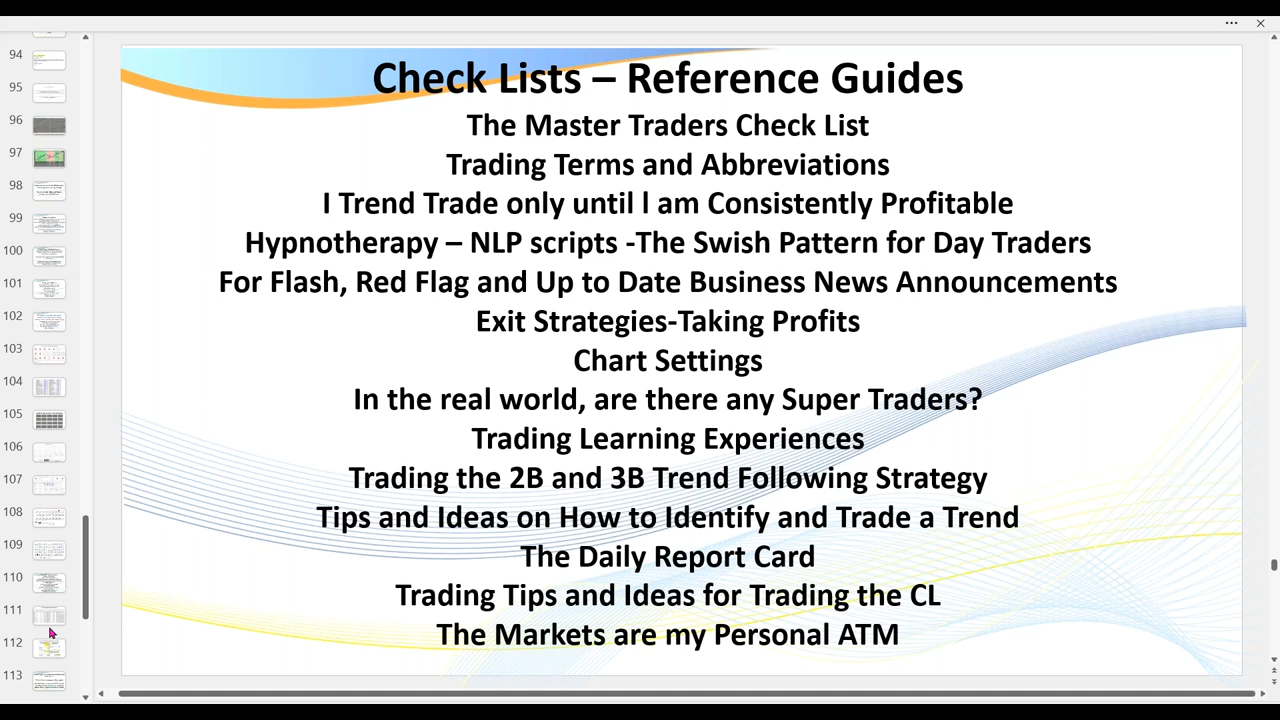 Check Lists – Reference Guides
The Master Traders Check List
Trading Terms and Abbreviations
I Trend Trade only until l am Consistently Profitable
Hypnotherapy – NLP scripts -The Swish Pattern for Day Traders
For Flash, Red Flag and Up to Date Business News Announcements
Exit Strategies-Taking Profits
Chart Settings
In the real world, are there any Super Traders?
Trading Learning Experiences
Trading the 2B and 3B Trend Following Strategy
Tips and Ideas on How to Identify and Trade a Trend
The Daily Report Card
Trading Tips and Ideas for Trading the CL
The Markets are my Personal ATM
94
95
96
97
98
99
100
101
102
103
104
105
106
107
108
109
110
111
112